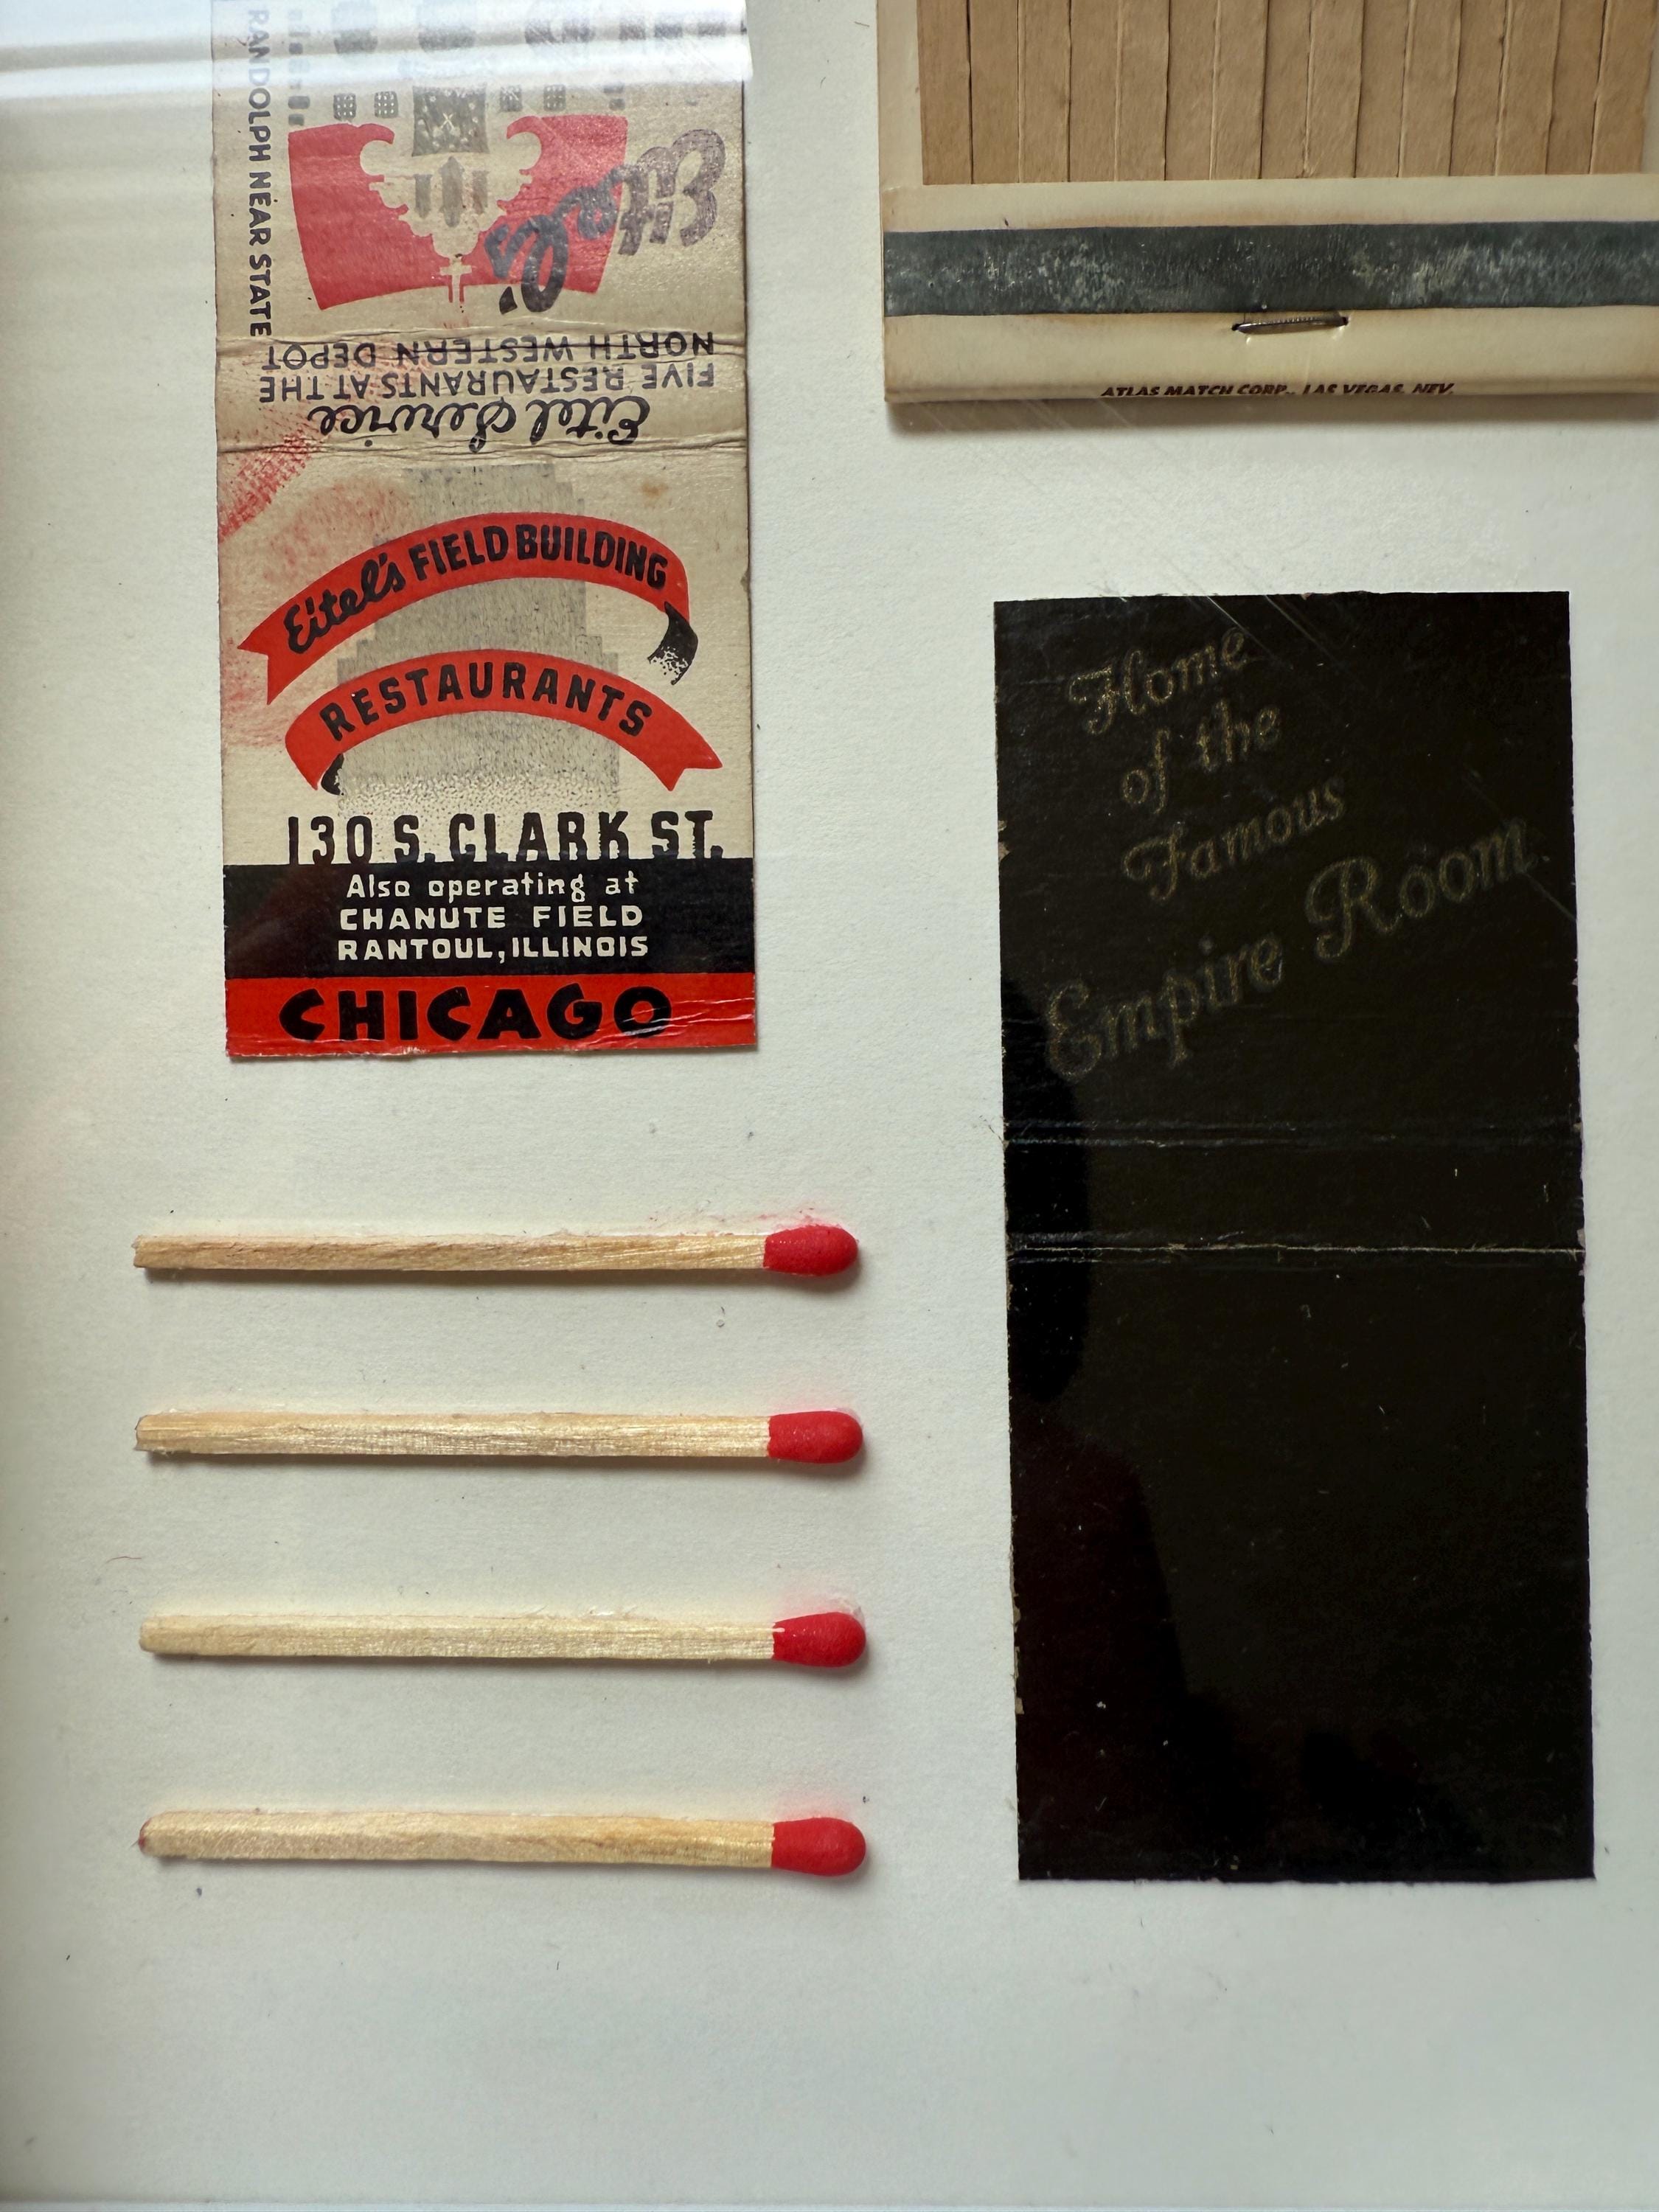 RANDOLPH NEAR STATE
Eitel's
NORTH WESTERN DEPOT
FIVE RESTAURANTS AT THE
Eitel Service
Eitel's FIELD BUILDING
RESTAURANTS
130 S. CLARK ST.
Also operating at
CHANUTE FIELD
RANTOUL, ILLINOIS
CHICAGO
ATLAS MATCH CORP., LAS VEGAS, NEV.
Home
of the
Famous
Empire Room